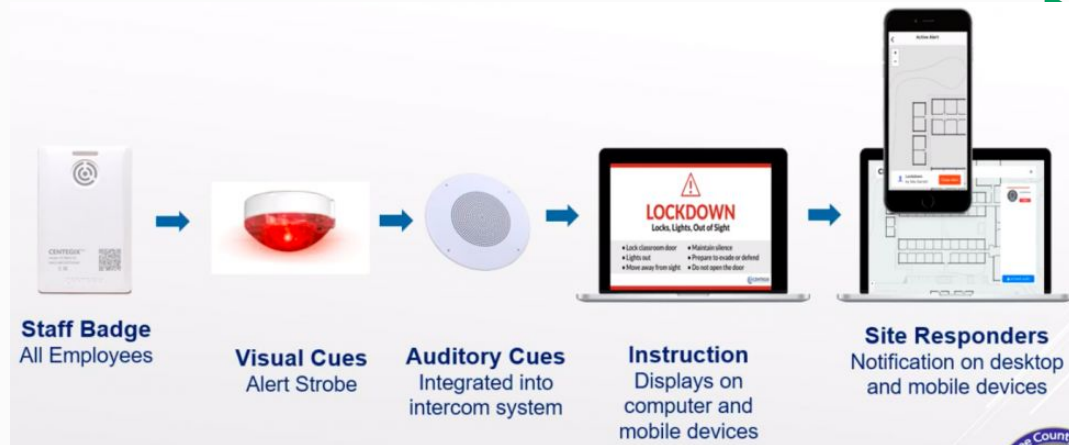 Staff Badge
All Employees
CENTEGIX
Visual Cues
Alert Strobe
Auditory Cues
Integrated into
intercom system
LOCKDOWN
Locks, Lights, Out of Sight
• Lock classroom door
• Lights out
• Move away from sight
• Maintain silence
• Prepare to evade or defend
• Do not open the door
CENTEGIX
Instruction
Displays on
computer and
mobile devices
Active Alert
Lockdown
Site Responders
Notification on desktop
and mobile devices